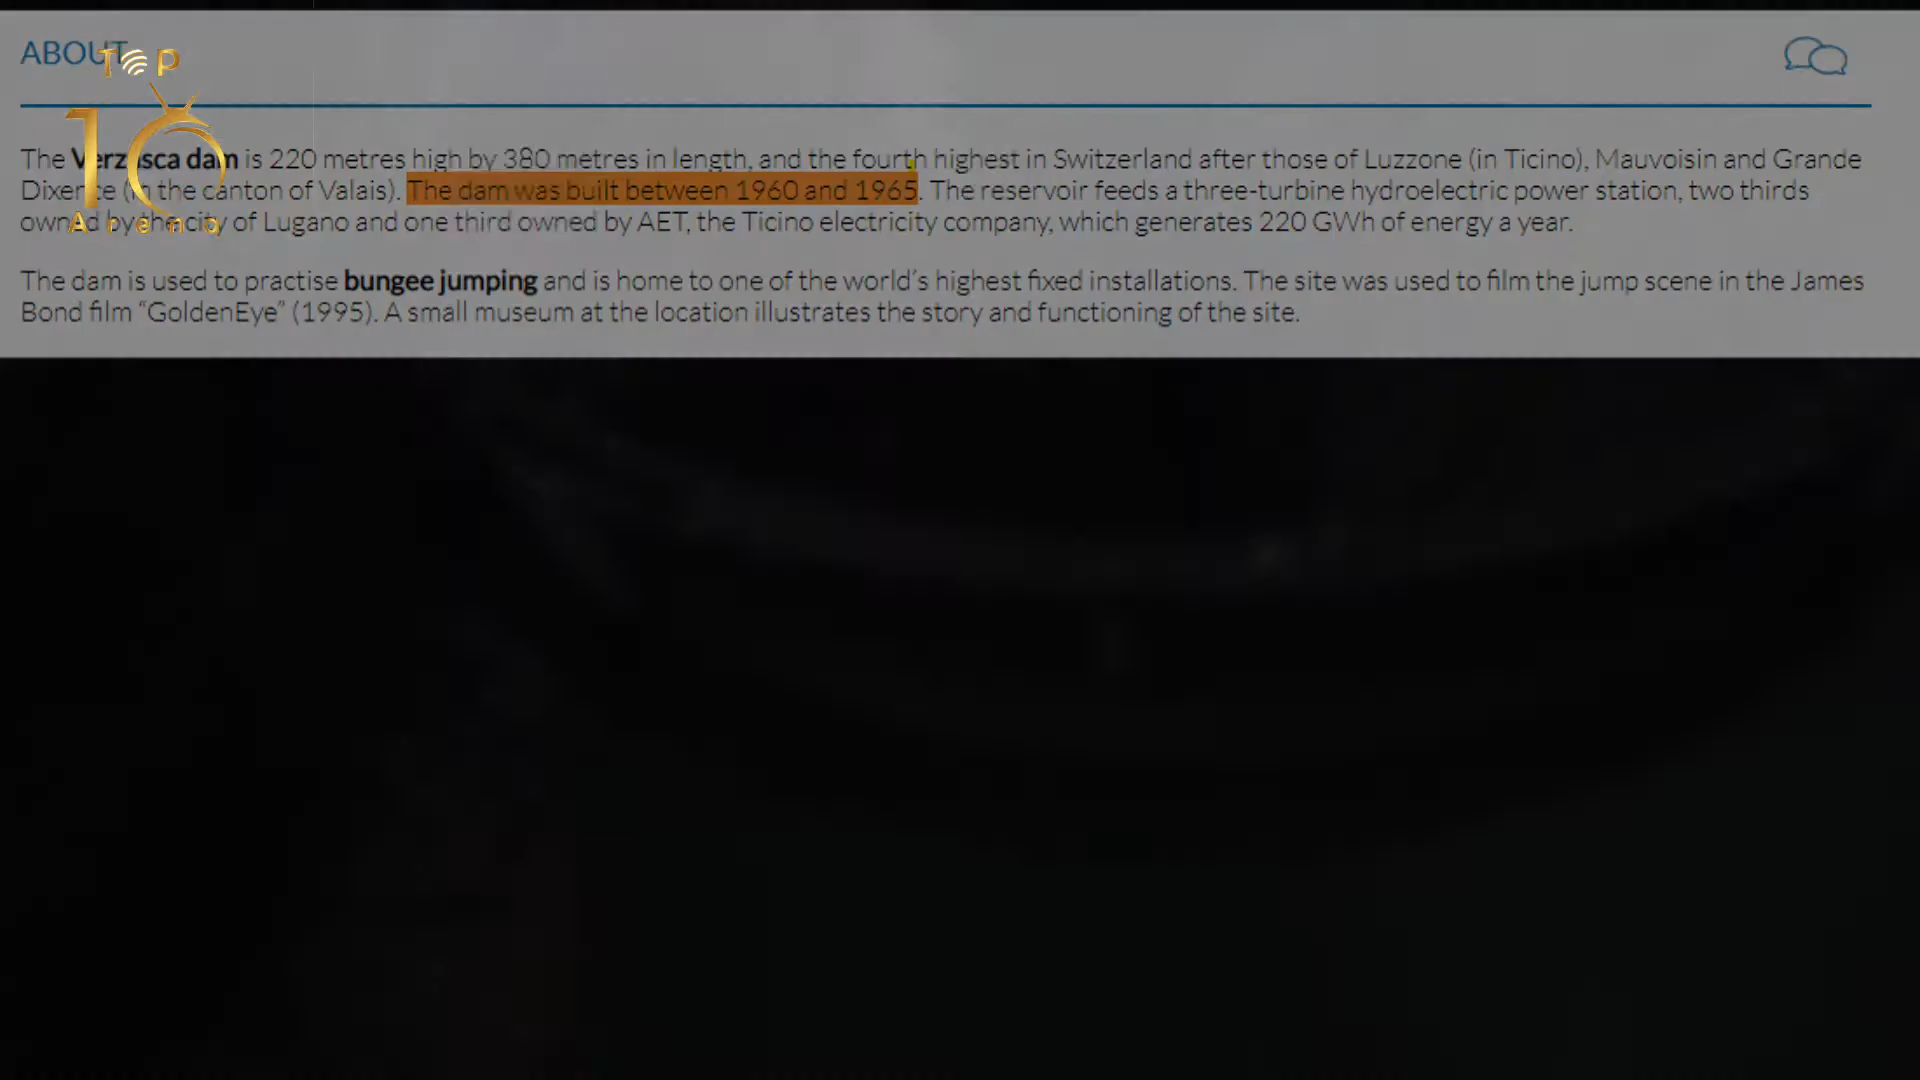 ABOUT
Top
10
Arena
The Verzasca dam is 220 metres high by 380 metres in length, and the fourth highest in Switzerland after those of Luzzone (in Ticino), Mauvoisin and Grande
Dixence (in the canton of Valais). The dam was built between 1960 and 1965. The reservoir feeds a three-turbine hydroelectric power station, two thirds
owned by the city of Lugano and one third owned by AET, the Ticino electricity company, which generates 220 GWh of energy a year.
The dam is used to practise bungee jumping and is home to one of the world's highest fixed installations. The site was used to film the jump scene in the James
Bond film “GoldenEye” (1995). A small museum at the location illustrates the story and functioning of the site.